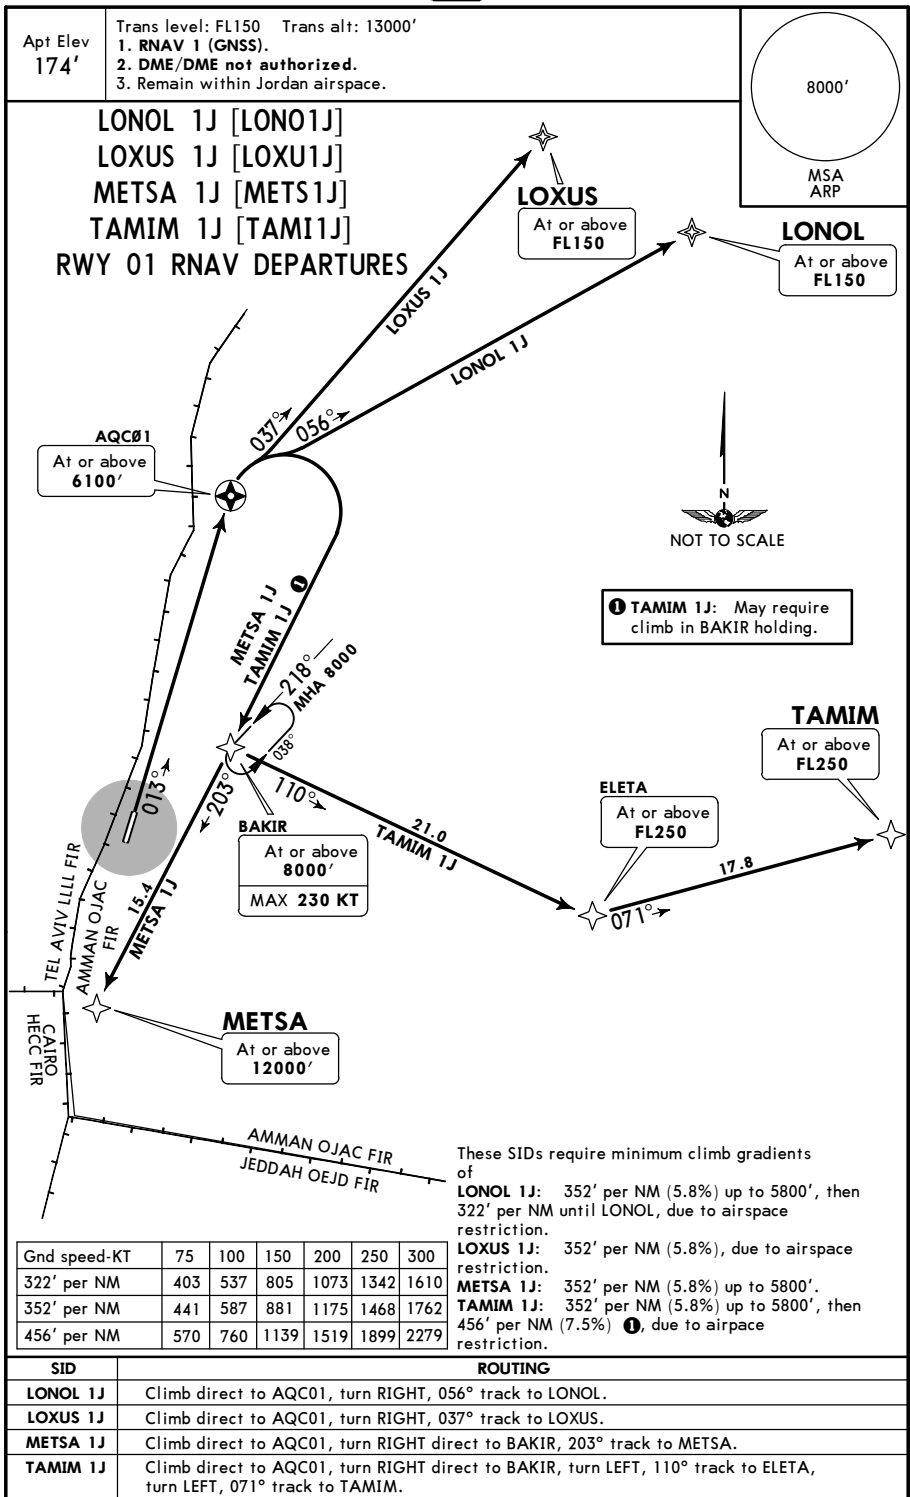 Apt Elev
174'
Trans level: FL150 Trans alt: 13000'
1. RNAV 1 (GNSS).
2. DME/DME not authorized.
3. Remain within Jordan airspace.
8000'
MSA
ARP
LONOL 1J [LONO1J]
LOXUS 1J [LOXU1J]
METSA 1J [METS1J]
TAMIM 1J [TAMI1J]
RWY 01 RNAV DEPARTURES
LOXUS
At or above
FL150
LONOL
At or above
FL150
LOXUS 1J
LONOL 1J
037°
056°
AQCØ1
At or above
6100'
N
NOT TO SCALE
❶ TAMIM 1J: May require
climb in BAKIR holding.
METSA 1J
TAMIM 1J ❶
218°
MHA 8000
038°
TAMIM
At or above
FL250
013°
203°
110°
BAKIR
At or above
8000'
MAX 230 KT
21.0
TAMIM 1J
ELETA
At or above
FL250
17.8
071°
15.4
METSA 1J
TEL AVIV LLLL FIR
AMMAN OJAC
FIR
METSA
At or above
12000'
CAIRO
HECC FIR
AMMAN OJAC FIR
JEDDAH OEJD FIR
These SIDs require minimum climb gradients
of
LONOL 1J: 352' per NM (5.8%) up to 5800', then
322' per NM until LONOL, due to airspace
restriction.
LOXUS 1J: 352' per NM (5.8%), due to airspace
restriction.
METSA 1J: 352' per NM (5.8%) up to 5800'.
TAMIM 1J: 352' per NM (5.8%) up to 5800', then
456' per NM (7.5%) ❶, due to airpace
restriction.
Gnd speed-KT 75 100 150 200 250 300
322' per NM 403 537 805 1073 1342 1610
352' per NM 441 587 881 1175 1468 1762
456' per NM 570 760 1139 1519 1899 2279
SID ROUTING
LONOL 1J Climb direct to AQC01, turn RIGHT, 056° track to LONOL.
LOXUS 1J Climb direct to AQC01, turn RIGHT, 037° track to LOXUS.
METSA 1J Climb direct to AQC01, turn RIGHT direct to BAKIR, 203° track to METSA.
TAMIM 1J Climb direct to AQC01, turn RIGHT direct to BAKIR, turn LEFT, 110° track to ELETA,
turn LEFT, 071° track to TAMIM.